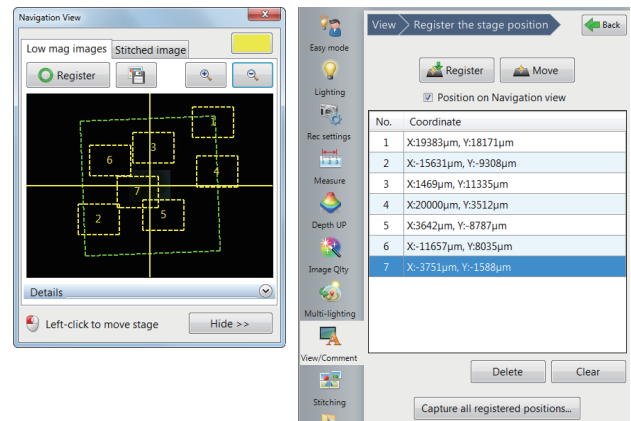 Navigation View
Low mag images
Stitched image
Register
1
3
6
4
7
2
5
Details
Left-click to move stage
Hide >>
Easy mode
Lighting
Rec settings
Measure
Depth UP
Image Qlty
Multi-lighting
View/Comment
Stitching
View
Register the stage position
Back
Register
Move
Position on Navigation view
No. Coordinate
1 X:19383µm, Y:18171µm
2 X:-15631µm, Y:-9308µm
3 X:1469µm, Y:11335µm
4 X:20000µm, Y:3512µm
5 X:3642µm, Y:-8787µm
6 X:-11657µm, Y:8035µm
7 X:-3751µm, Y:-1588µm
Delete
Clear
Capture all registered positions...